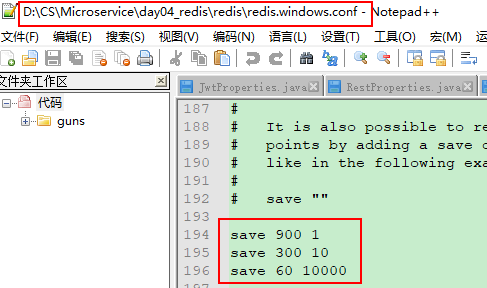 D:\CS\Microservice\day04_redis\redis\redis.windows.conf - Notepad++
文件(F) 编辑(E) 搜索(S) 视图(V) 编码(N) 语言(L) 设置(T) 工具(O) 宏(M)
文件夹工作区
代码
guns
JwtProperties.java
RestProperties.java
187 #
188 # It is also possible to re
189 # points by adding a save
190 # like in the following exa
191 #
192 # save ""
193
194 save 900 1
195 save 300 10
196 save 60 10000
197